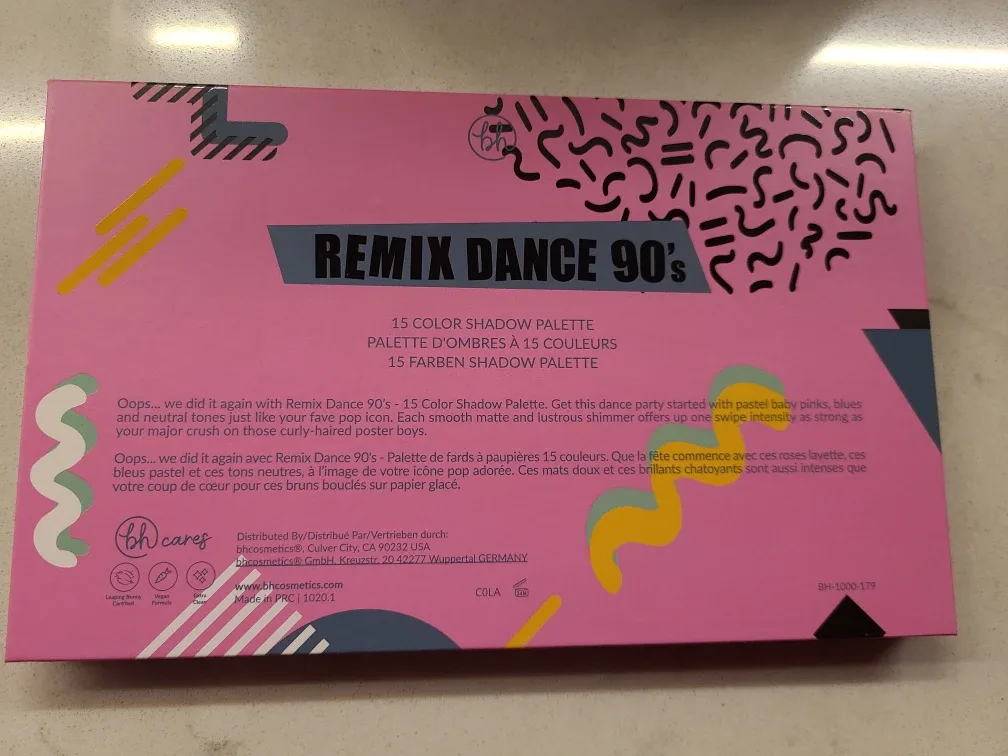 bh
REMIX DANCE 90's
15 COLOR SHADOW PALETTE
PALETTE D'OMBRES À 15 COULEURS
15 FARBEN SHADOW PALETTE
Oops... we did it again with Remix Dance 90's - 15 Color Shadow Palette. Get this dance party started with pastel baby pinks, blues
and neutral tones just like your fave pop icon. Each smooth matte and lustrous shimmer offers up one swipe intensity as strong as
your major crush on those curly-haired poster boys.
Oops... we did it again avec Remix Dance 90's - Palette de fards à paupières 15 couleurs. Que la fête commence avec ces roses layette, ces
bleus pastel et ces tons neutres, à l'image de votre icône pop adorée. Ces mats doux et ces brillants chatoyants sont aussi intenses que
votre coup de cœur pour ces bruns bouclés sur papier glacé.
bh cares
Leaping Bunny
Certified
Vegan
Formula
Extra
Clean
Distributed By/Distribué Par/Vertrieben durch:
bhcosmetics®, Culver City, CA 90232 USA
bhcosmetics® GmbH, Kreuzstr. 20 42277 Wuppertal GERMANY
www.bhcosmetics.com
Made in PRC | 1020.1
C0LA
BH-1000-179